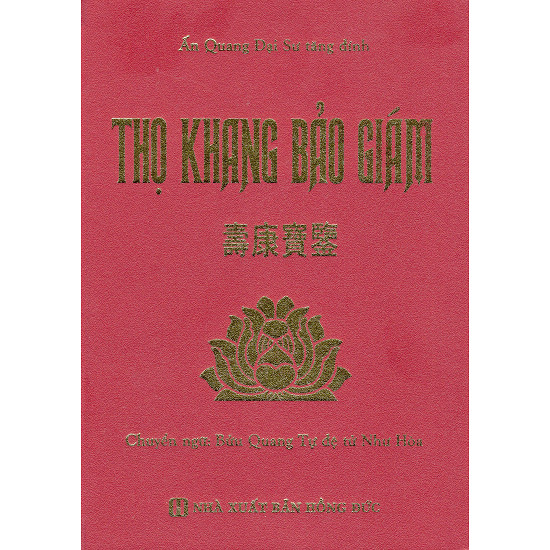 Ấn Quang Đại Sư tăng đính
THỌ KHANG BẢO GIÁM
壽康寶鑒
Chuyển ngữ: Bửu Quang Tự đệ tử Như Hòa
NHÀ XUẤT BẢN HỒNG ĐỨC